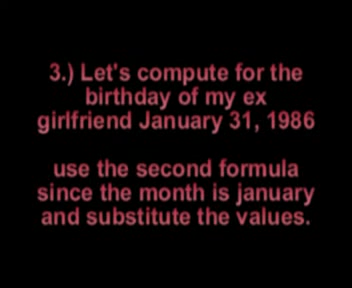 3.) Let's compute for the
birthday of my ex
girlfriend January 31, 1986
use the second formula
since the month is january
and substitute the values.